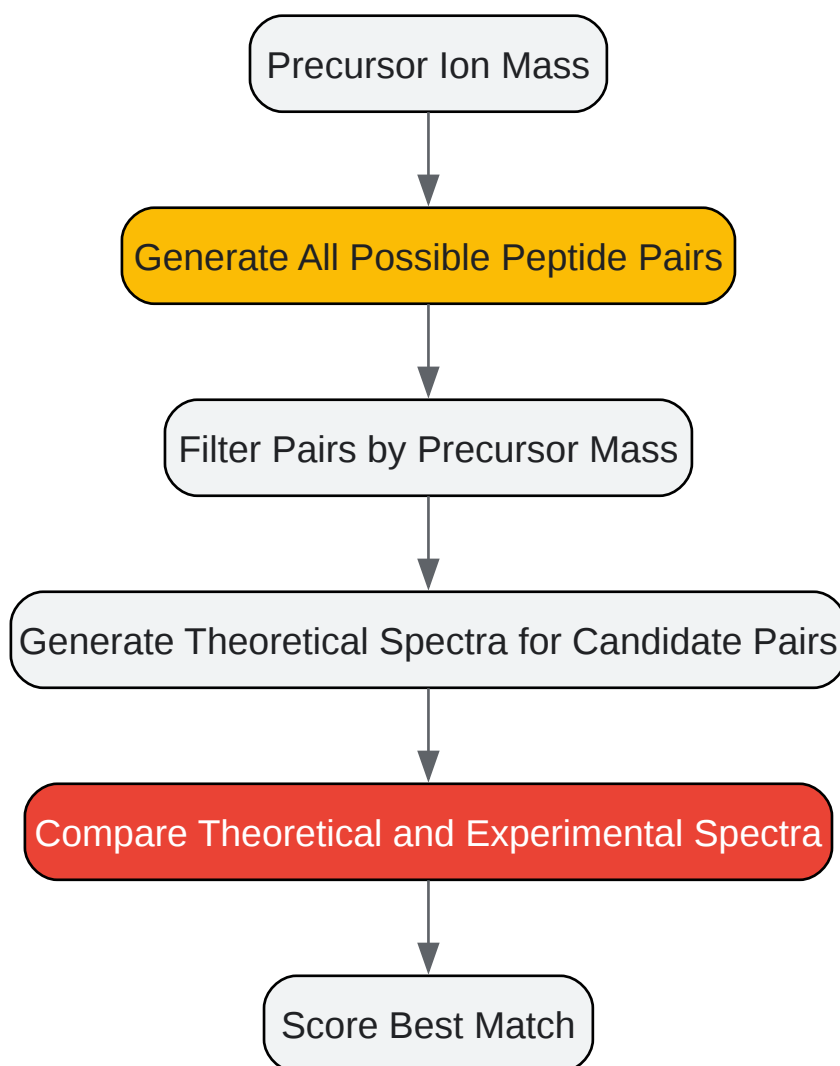 Precursor Ion Mass
Generate All Possible Peptide Pairs
Filter Pairs by Precursor Mass
Generate Theoretical Spectra for Candidate Pairs
Compare Theoretical and Experimental Spectra
Score Best Match